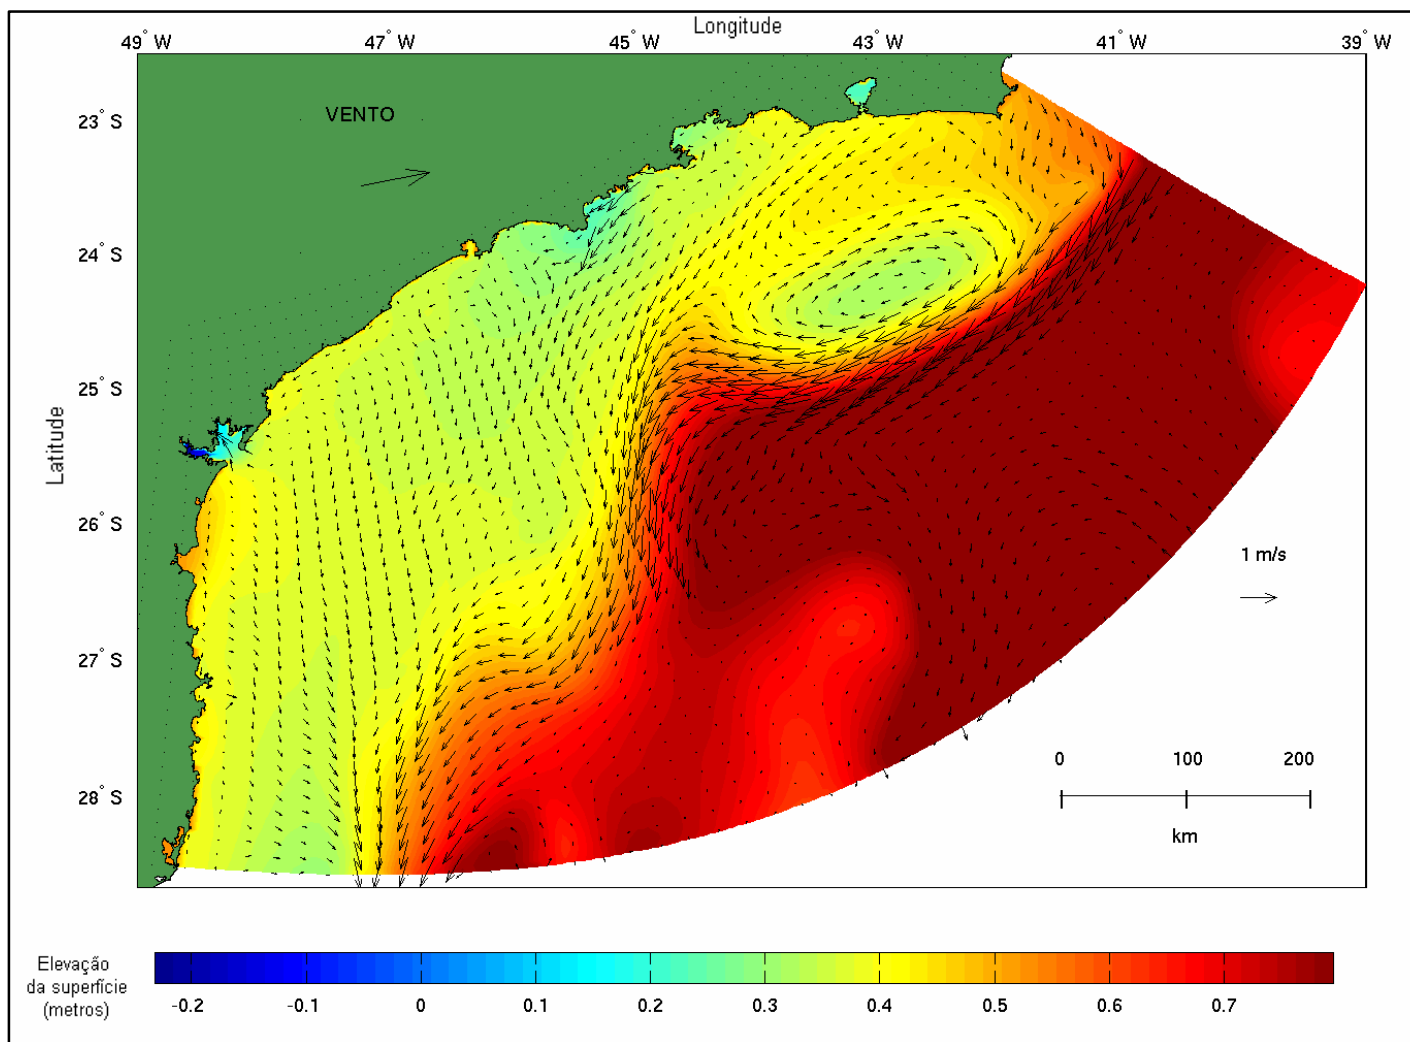 Longitude
49° W 47° W 45° W 43° W 41° W 39° W
VENTO
23° S
24° S
25° S
26° S
27° S
28° S
Latitude
1 m/s
0 100 200
km
Elevação
da superfície
(metros)
-0.2 -0.1 0 0.1 0.2 0.3 0.4 0.5 0.6 0.7